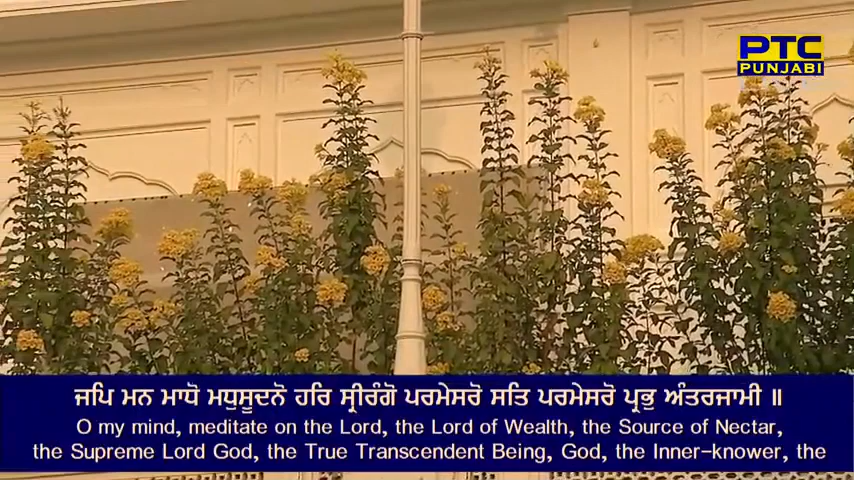 PTC
PUNJABI
ਜਪਿ ਮਨ ਮਾਧੋ ਮਧੁਸੂਦਨੋ ਹਰਿ ਸ੍ਰੀਰੰਗੋ ਪਰਮੇਸਰੋ ਸਤਿ ਪਰਮੇਸਰੋ ਪ੍ਰਭੁ ਅੰਤਰਜਾਮੀ ॥
O my mind, meditate on the Lord, the Lord of Wealth, the Source of Nectar,
the Supreme Lord God, the True Transcendent Being, God, the Inner-knower, the